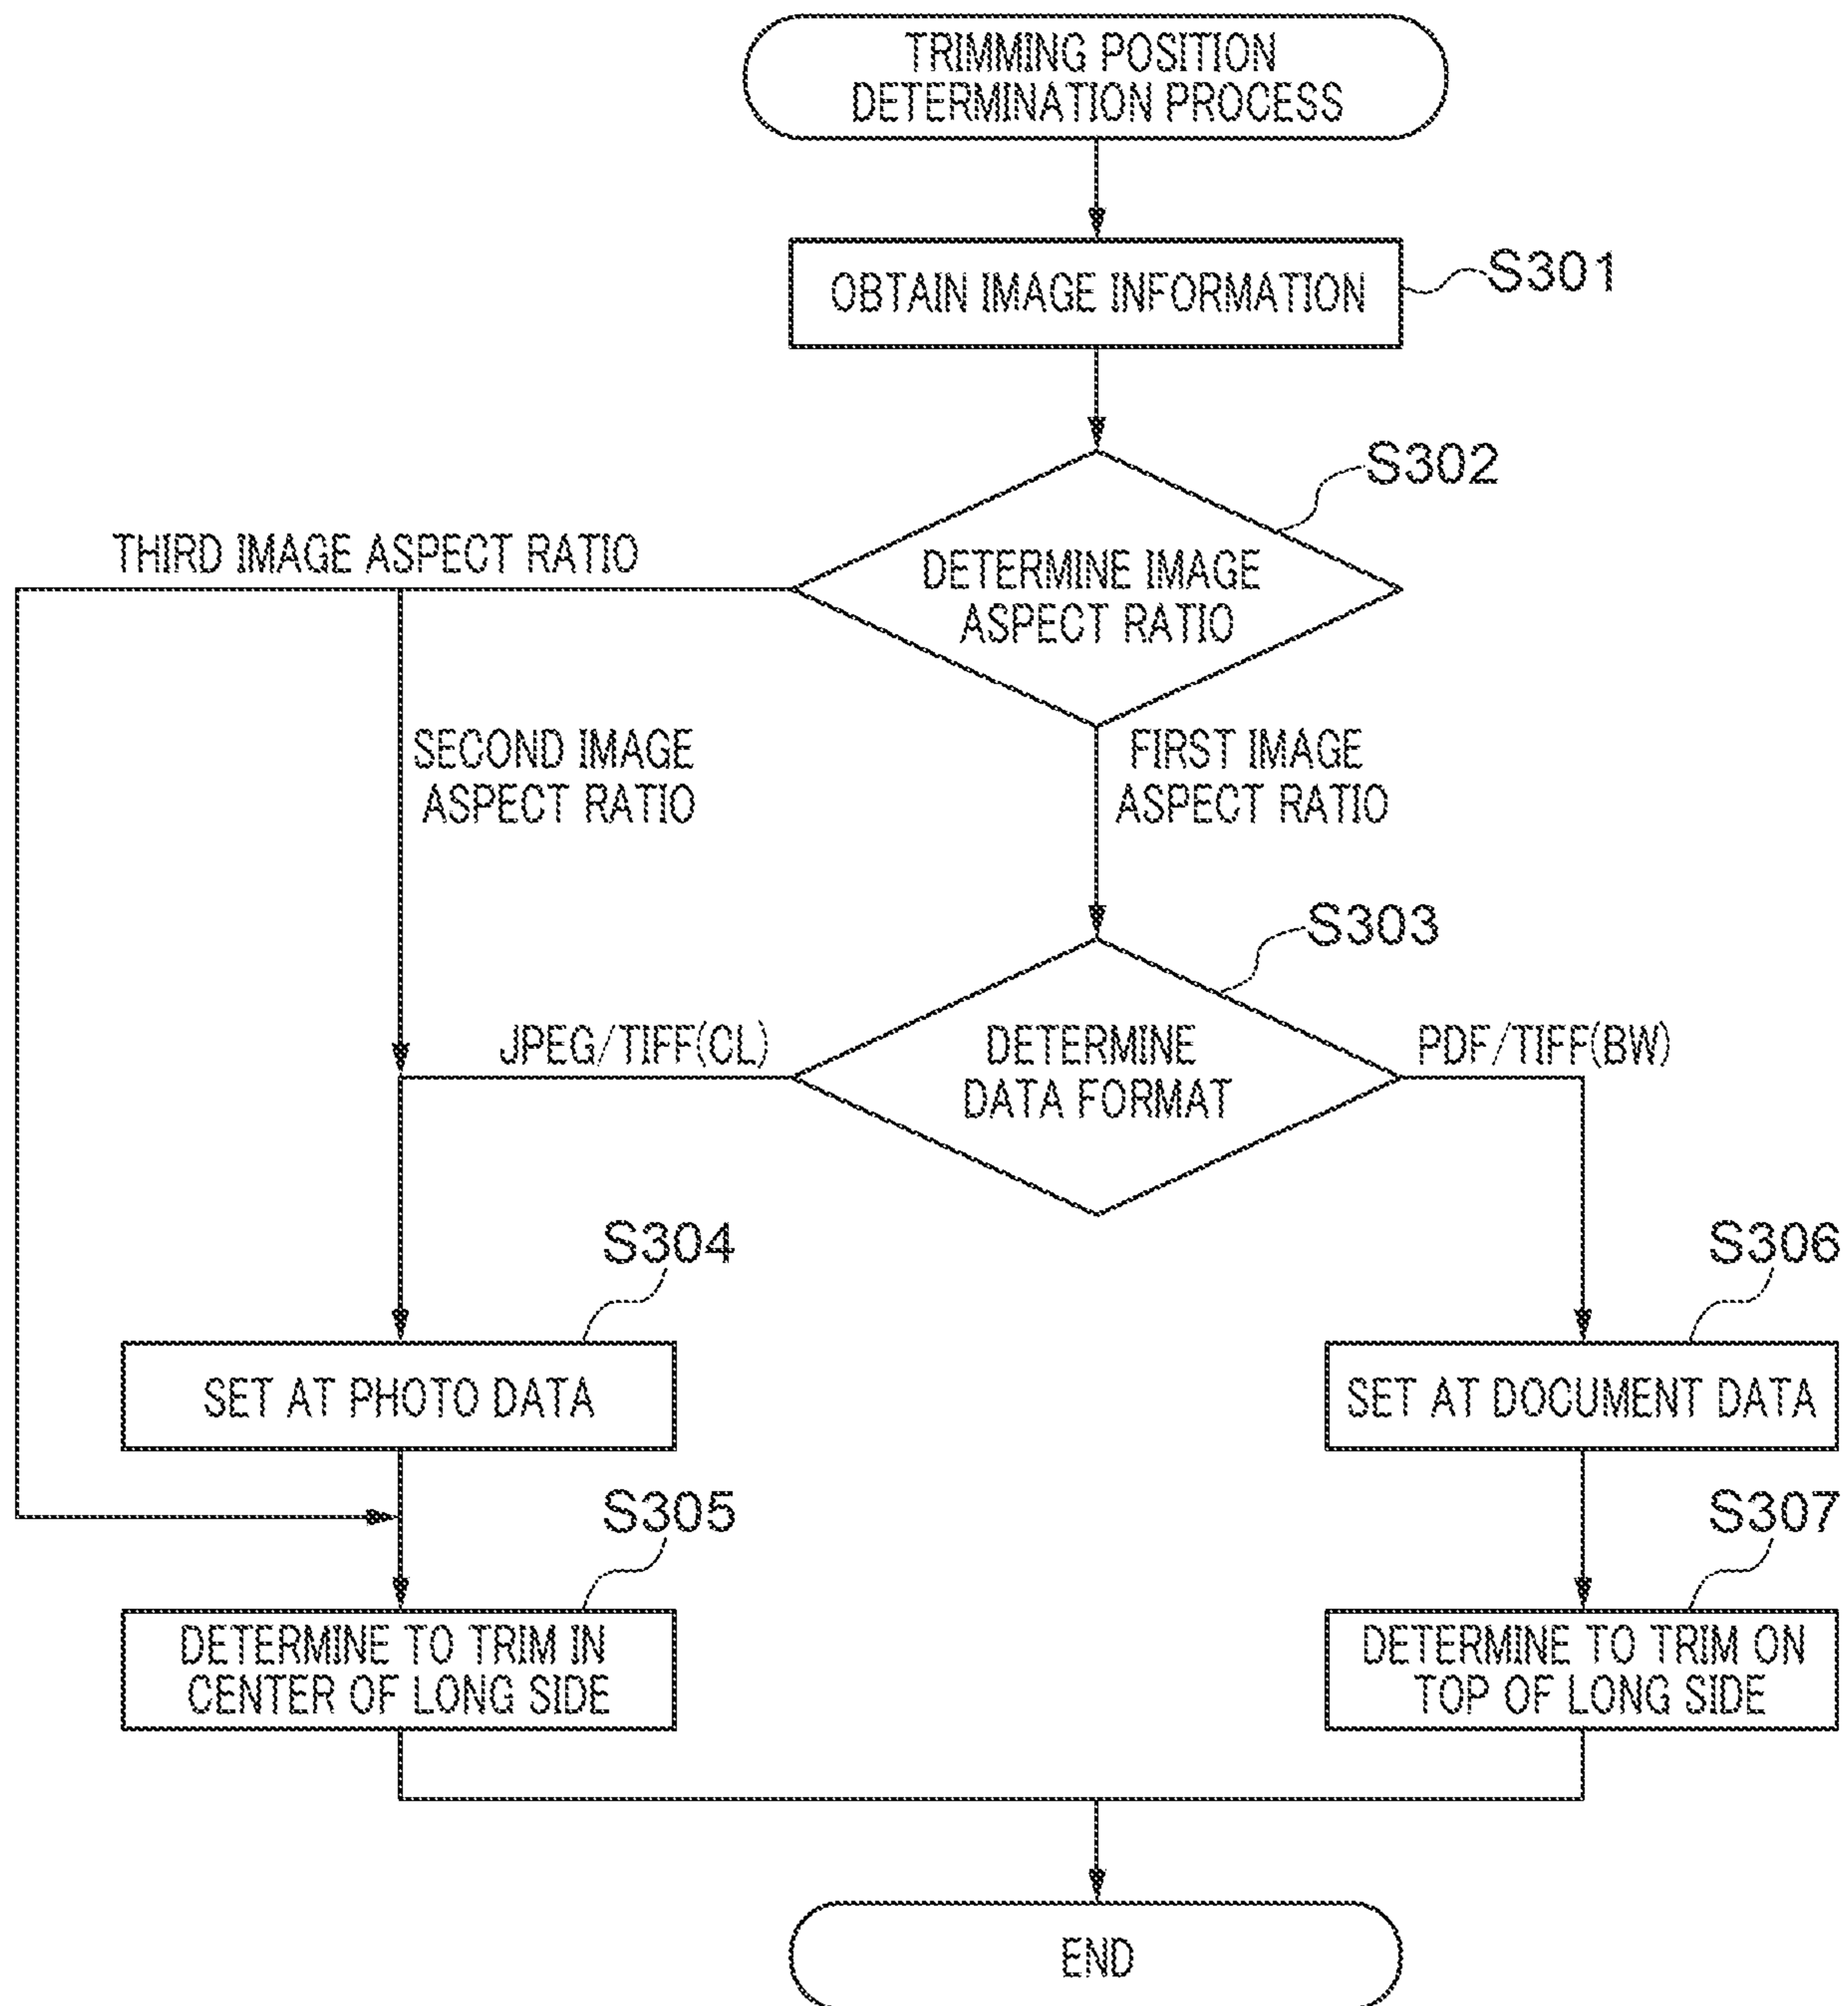 TRIMMING POSITION
DETERMINATION PROCESS
OBTAIN IMAGE INFORMATION
S301
S302
THIRD IMAGE ASPECT RATIO
DETERMINE IMAGE
ASPECT RATIO
SECOND IMAGE
ASPECT RATIO
FIRST IMAGE
ASPECT RATIO
S303
JPEG/TIFF(CL)
DETERMINE
DATA FORMAT
PDF/TIFF(BW)
S304
S306
SET AT PHOTO DATA
SET AT DOCUMENT DATA
S305
S307
DETERMINE TO TRIM IN
CENTER OF LONG SIDE
DETERMINE TO TRIM ON
TOP OF LONG SIDE
END